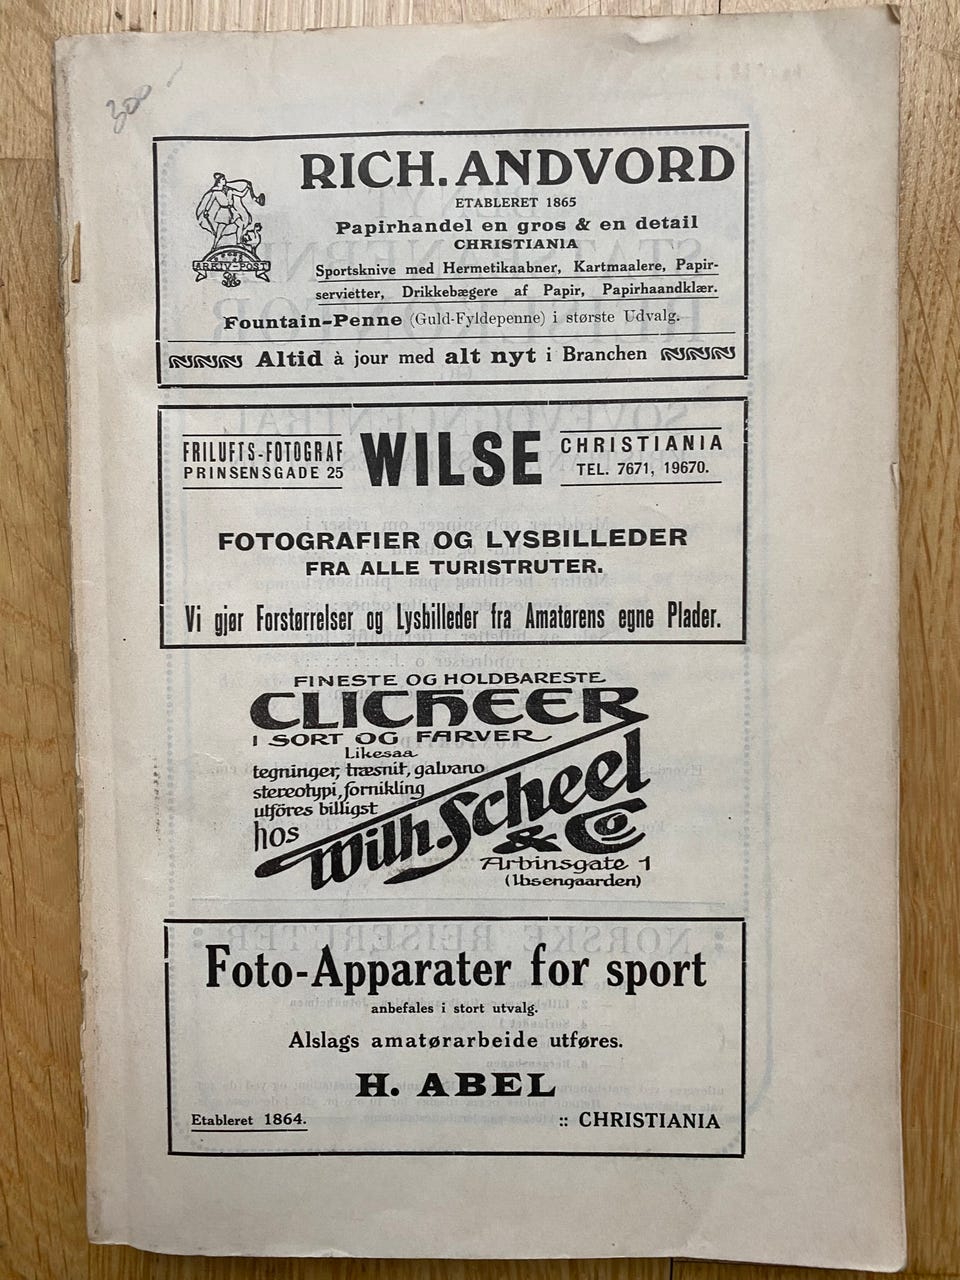 300 -
RICH. ANDVORD
ETABLERET 1865
Papirhandel en gros & en detail
CHRISTIANIA
ARKIV-POST
Sportsknive med Hermetikaabner, Kartmaalere, Papir-
servietter, Drikkebægere af Papir, Papirhaandklær.
Fountain-Penne (Guld-Fyldepenne) i største Udvalg.
Altid à jour med alt nyt i Branchen
FRILUFTS-FOTOGRAF
PRINSENSGADE 25
WILSE
CHRISTIANIA
TEL. 7671, 19670.
FOTOGRAFIER OG LYSBILLEDER
FRA ALLE TURISTRUTER.
Vi gjør Forstørrelser og Lysbilleder fra Amatørens egne Plader.
FINESTE OG HOLDBARESTE
CLICHEER
I SORT OG FARVER
Likesaa
tegninger, træsnit, galvano
stereotypi, fornikling
utföres billigst
hos
Wilh. Scheel
& Co
Arbinsgate 1
(Ibsengaarden)
Foto-Apparater for sport
anbefales i stort utvalg.
Alslags amatørarbeide utføres.
H. ABEL
Etableret 1864.
:: CHRISTIANIA